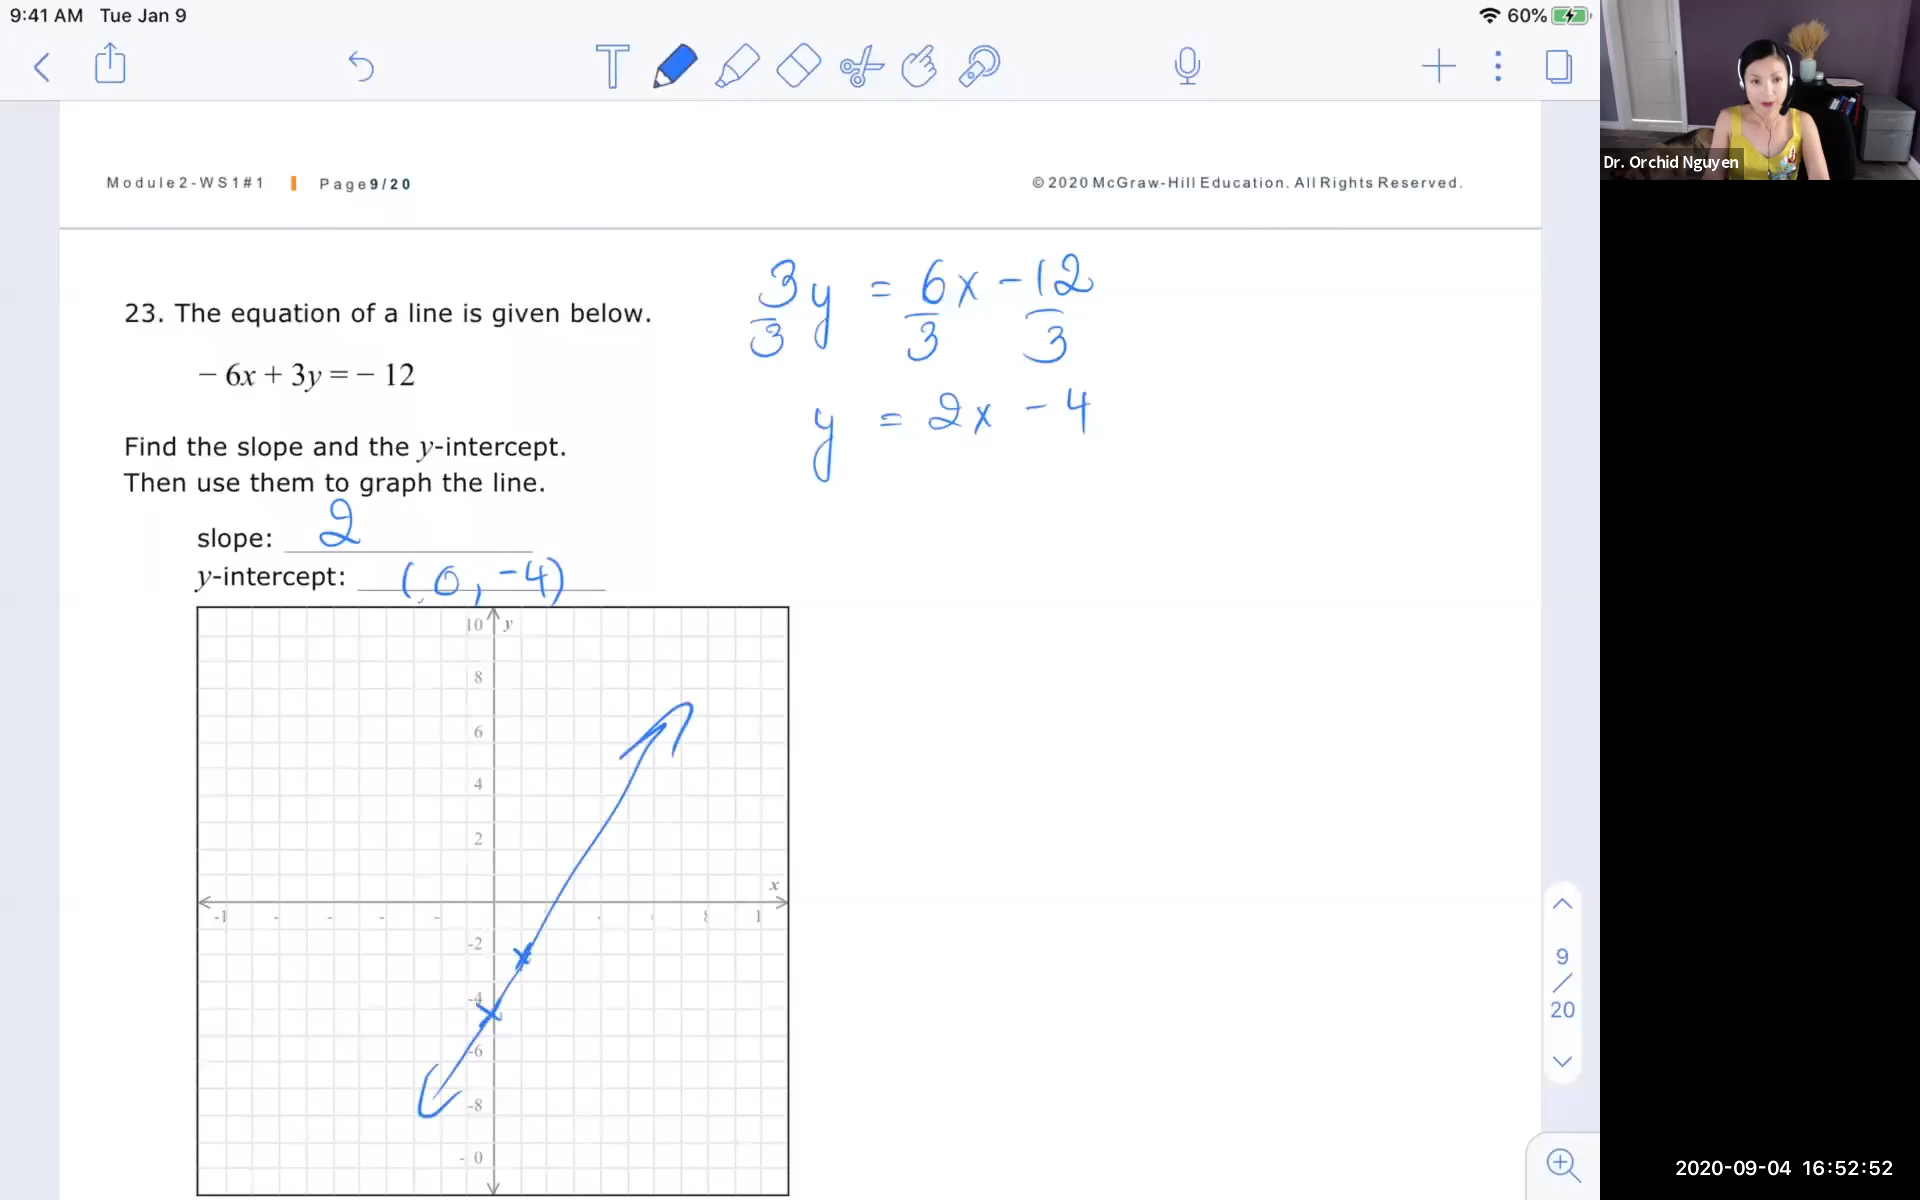 9:41 AM Tue Jan 9
60%
Dr. Orchid Nguyen
Module2-WS1#1 Page9/20
©2020 McGraw-Hill Education. All Rights Reserved.
3y = 6x - 12
3 3 3
23. The equation of a line is given below.
− 6x + 3y = − 12
y = 2x - 4
Find the slope and the y-intercept.
Then use them to graph the line.
slope: 2
y-intercept: (0, -4)
10 y
8
6
4
2
x
-1 - - - - 1
-2
-4
-6
-8
- 0
9
/
20
2020-09-04 16:52:52